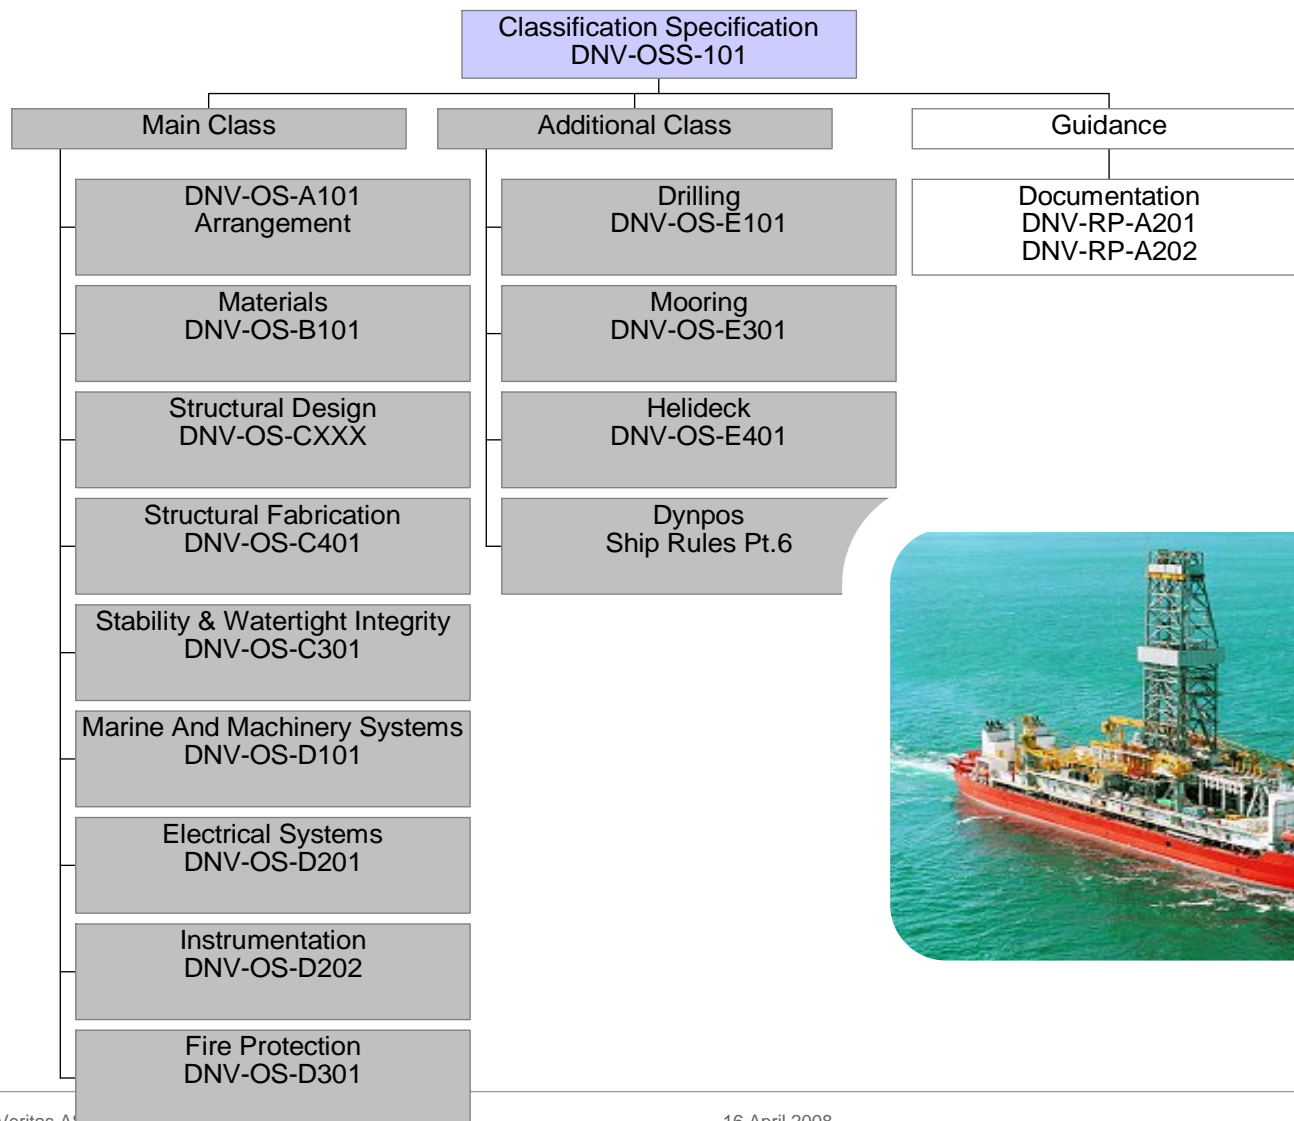 Classification Specification
DNV-OSS-101
Main Class
Additional Class
Guidance
DNV-OS-A101
Arrangement
Materials
DNV-OS-B101
Structural Design
DNV-OS-CXXX
Structural Fabrication
DNV-OS-C401
Stability & Watertight Integrity
DNV-OS-C301
Marine And Machinery Systems
DNV-OS-D101
Electrical Systems
DNV-OS-D201
Instrumentation
DNV-OS-D202
Fire Protection
DNV-OS-D301
Drilling
DNV-OS-E101
Mooring
DNV-OS-E301
Helideck
DNV-OS-E401
Dynpos
Ship Rules Pt.6
Documentation
DNV-RP-A201
DNV-RP-A202
Veritas
16 April 2008